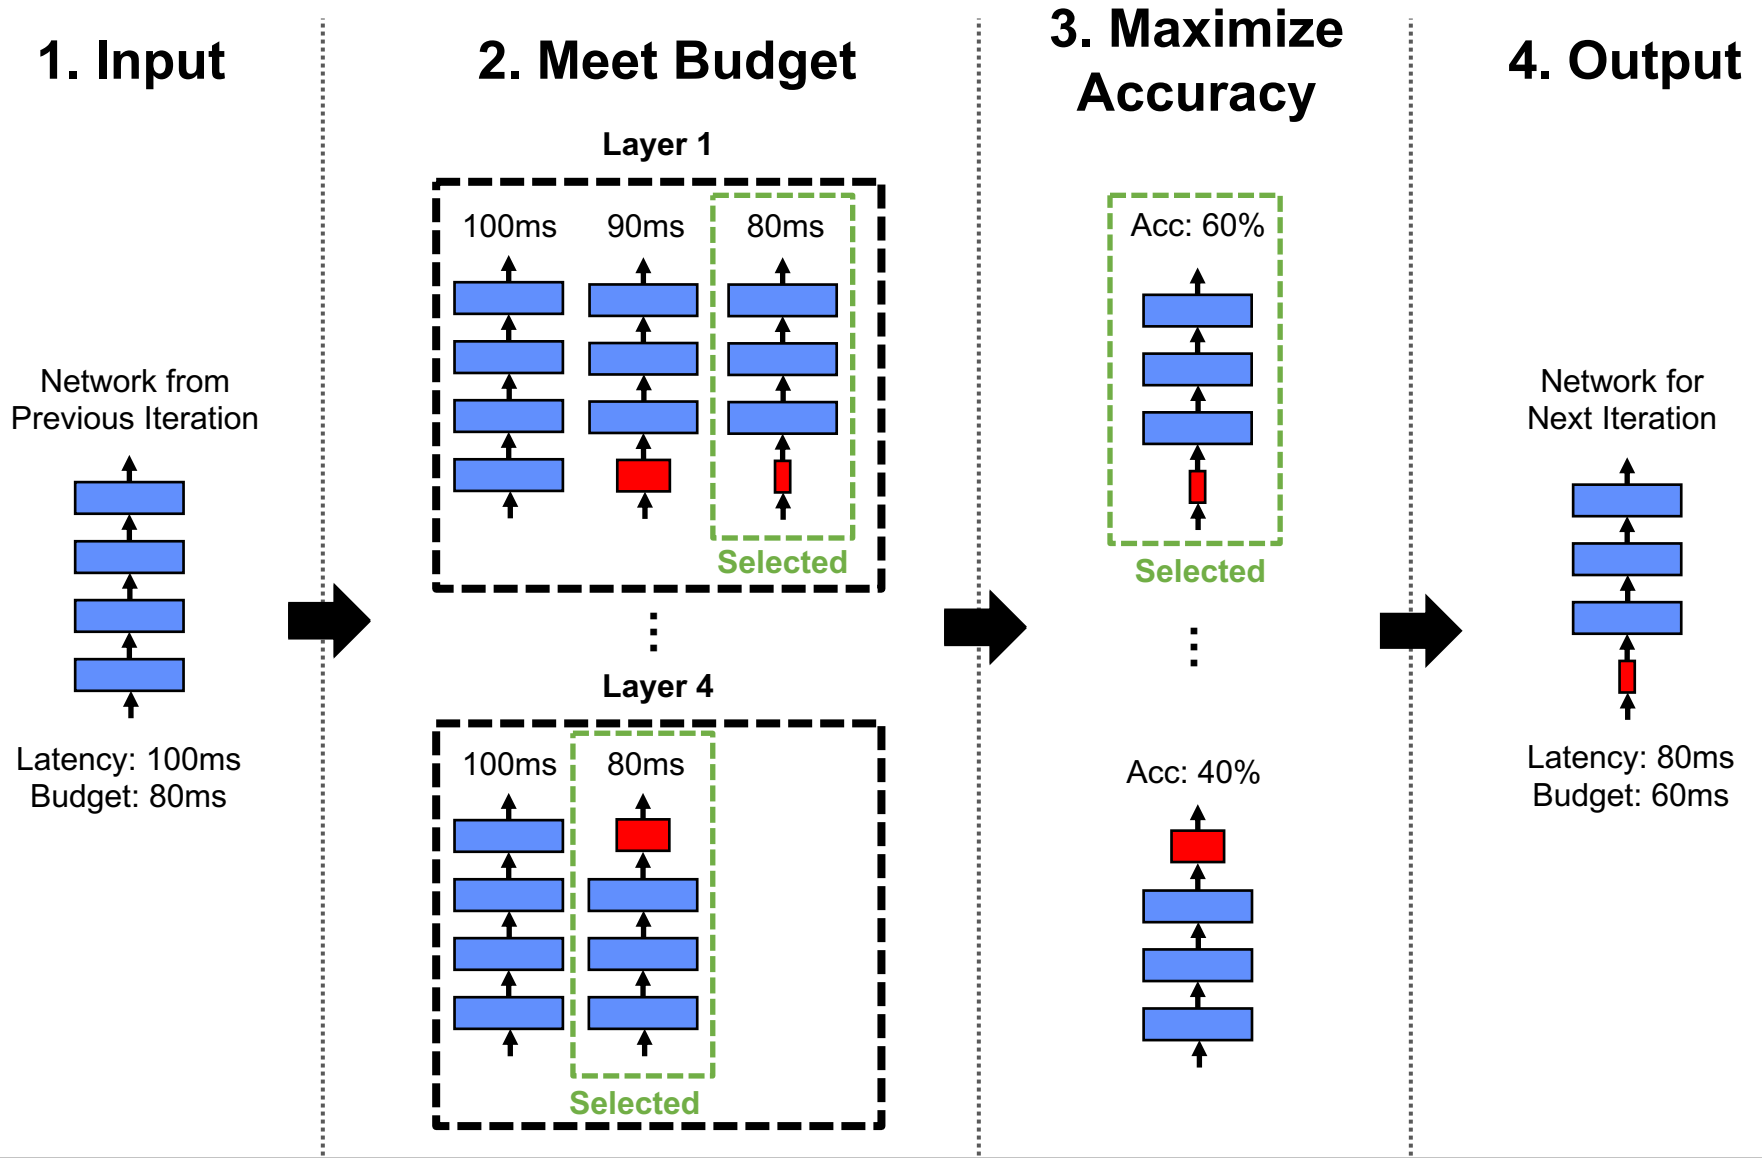 1. Input
Network from
Previous Iteration
Latency: 100ms
Budget: 80ms
2. Meet Budget
Layer 1
100ms
90ms
80ms
Selected
Layer 4
100ms
80ms
Selected
3. Maximize
Accuracy
Acc: 60%
Selected
Acc: 40%
4. Output
Network for
Next Iteration
Latency: 80ms
Budget: 60ms